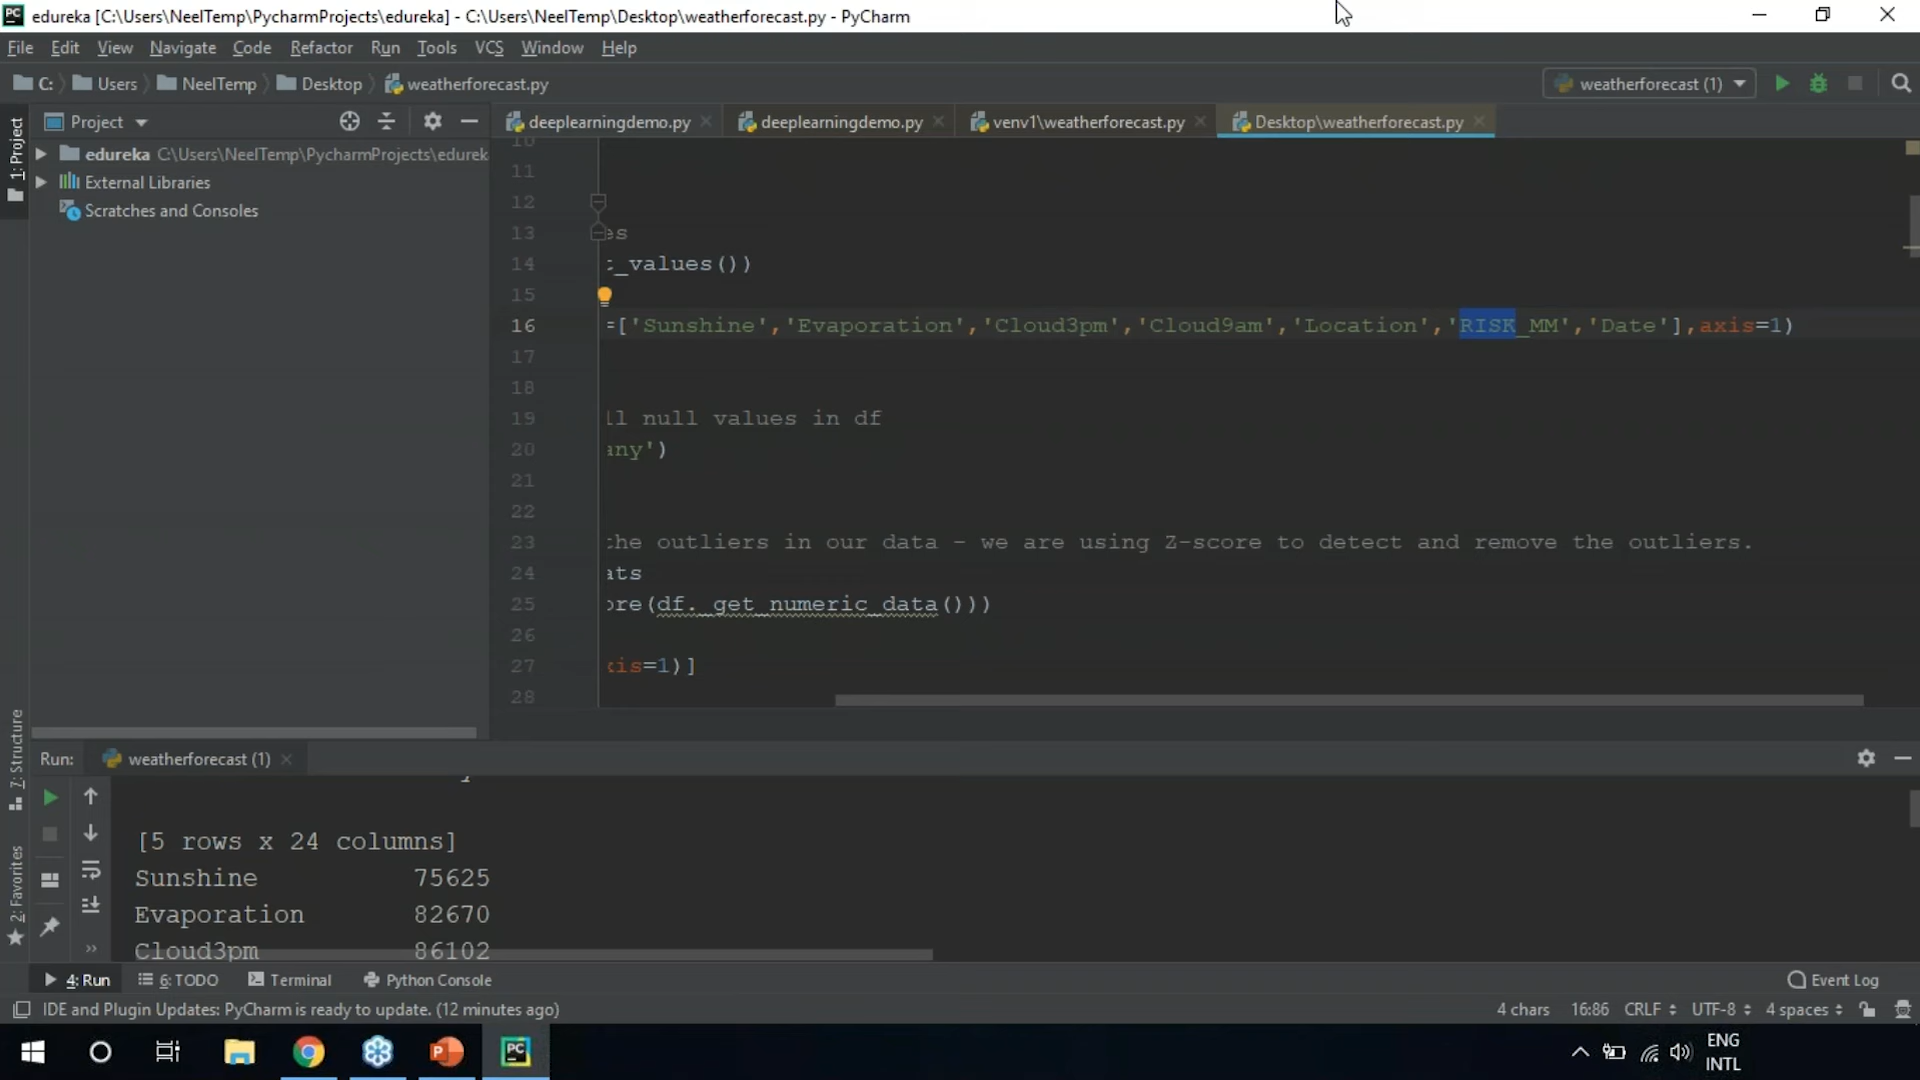 PC edureka [C:\Users\NeelTemp\PycharmProjects\edureka] - C:\Users\NeelTemp\Desktop\weatherforecast.py - PyCharm
File Edit View Navigate Code Refactor Run Tools VCS Window Help
C: Users NeelTemp Desktop weatherforecast.py
weatherforecast (1)
Project
deeplearningdemo.py deeplearningdemo.py venv1\weatherforecast.py Desktop\weatherforecast.py
1: Project
edureka C:\Users\NeelTemp\PycharmProjects\edurek
External Libraries
Scratches and Consoles
10
11
12
13 es
14 t_values())
15
16 =['Sunshine','Evaporation','Cloud3pm','Cloud9am','Location','RISK_MM','Date'],axis=1)
17
18
19 ll null values in df
20 any')
21
22
23 the outliers in our data - we are using Z-score to detect and remove the outliers.
24 ats
25 ore(df._get_numeric_data()))
26
27 xis=1)]
28
7: Structure
2: Favorites
Run: weatherforecast (1)
[5 rows x 24 columns]
Sunshine 75625
Evaporation 82670
Cloud3pm 86102
4: Run 6: TODO Terminal Python Console Event Log
IDE and Plugin Updates: PyCharm is ready to update. (12 minutes ago) 4 chars 16:86 CRLF UTF-8 4 spaces
PC
ENG
INTL